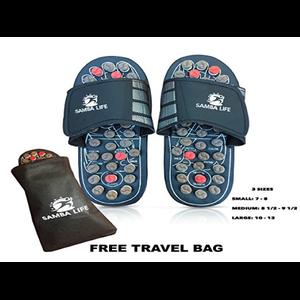 SAMBA LIFE
SAMBA LIFE
SAMBA LIFE
3 SIZES
SMALL: 7 - 8
MEDIUM: 8 1/2 - 9 1/2
LARGE: 10 - 13
FREE TRAVEL BAG